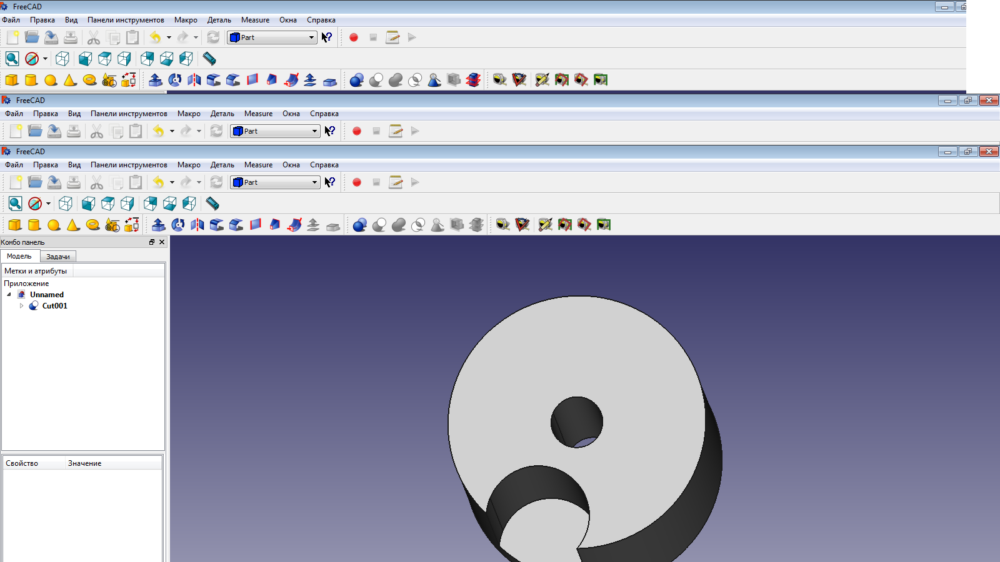 FreeCAD
Файл Правка Вид Панели инструментов Макро Деталь Measure Окна Справка
Part
FreeCAD
Файл Правка Вид Панели инструментов Макро Деталь Measure Окна Справка
Part
FreeCAD
Файл Правка Вид Панели инструментов Макро Деталь Measure Окна Справка
Part
Комбо панель
Модель Задачи
Метки и атрибуты
Приложение
Unnamed
Cut001
Свойство Значение